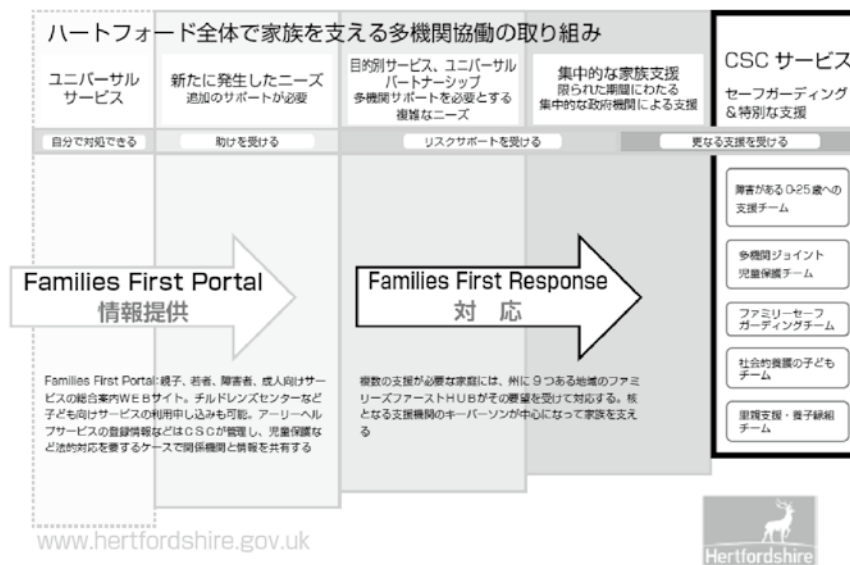 ハートフォード全体で家族を支える多機関協働の取り組み
ユニバーサル
サービス
新たに発生したニーズ
追加のサポートが必要
目的別サービス、ユニバーサル
パートナーシップ
多機関サポートを必要とする
複雑なニーズ
集中的な家族支援
限られた期間にわたる
集中的な政府機関による支援
CSC サービス
セーフガーディング
&特別な支援
自分で対処できる
助けを受ける
リスクサポートを受ける
更なる支援を受ける
障害がある 0-25 歳への
支援チーム
多機関ジョイント
児童保護チーム
ファミリーセーフ
ガーディングチーム
社会的養護の子ども
チーム
里親支援・養子縁組
チーム
Families First Portal
情報提供
Families First Response
対 応
Families First Portal:親子、若者、障害者、成人向けサー
ビスの総合案内WEBサイト。チルドレンズセンターなど
子ども向けサービスの利用申し込みも可能。アーリーヘル
プサービスの登録情報などはCSCが管理し、児童保護な
ど法的対応を要するケースで関係機関と情報を共有する
複数の支援が必要な家庭には、州に9つある地域のファミ
リーズファーストHUBがその要望を受けて対応する。核
となる支援機関のキーパーソンが中心になって家族を支え
る
www.hertfordshire.gov.uk
Hertfordshire